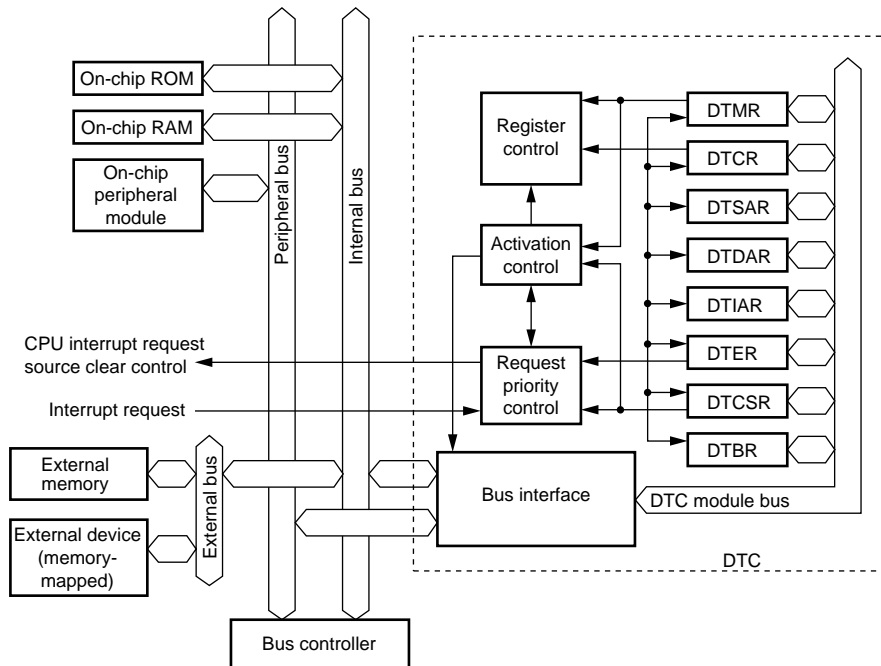 On-chip ROM
On-chip RAM
On-chip
peripheral
module
Peripheral bus
Internal bus
Register
control
Activation
control
Request
priority
control
DTMR
DTCR
DTSAR
DTDAR
DTIAR
DTER
DTCSR
DTBR
CPU interrupt request
source clear control
Interrupt request
External
memory
External device
(memory-
mapped)
External bus
Bus interface
DTC module bus
DTC
Bus controller